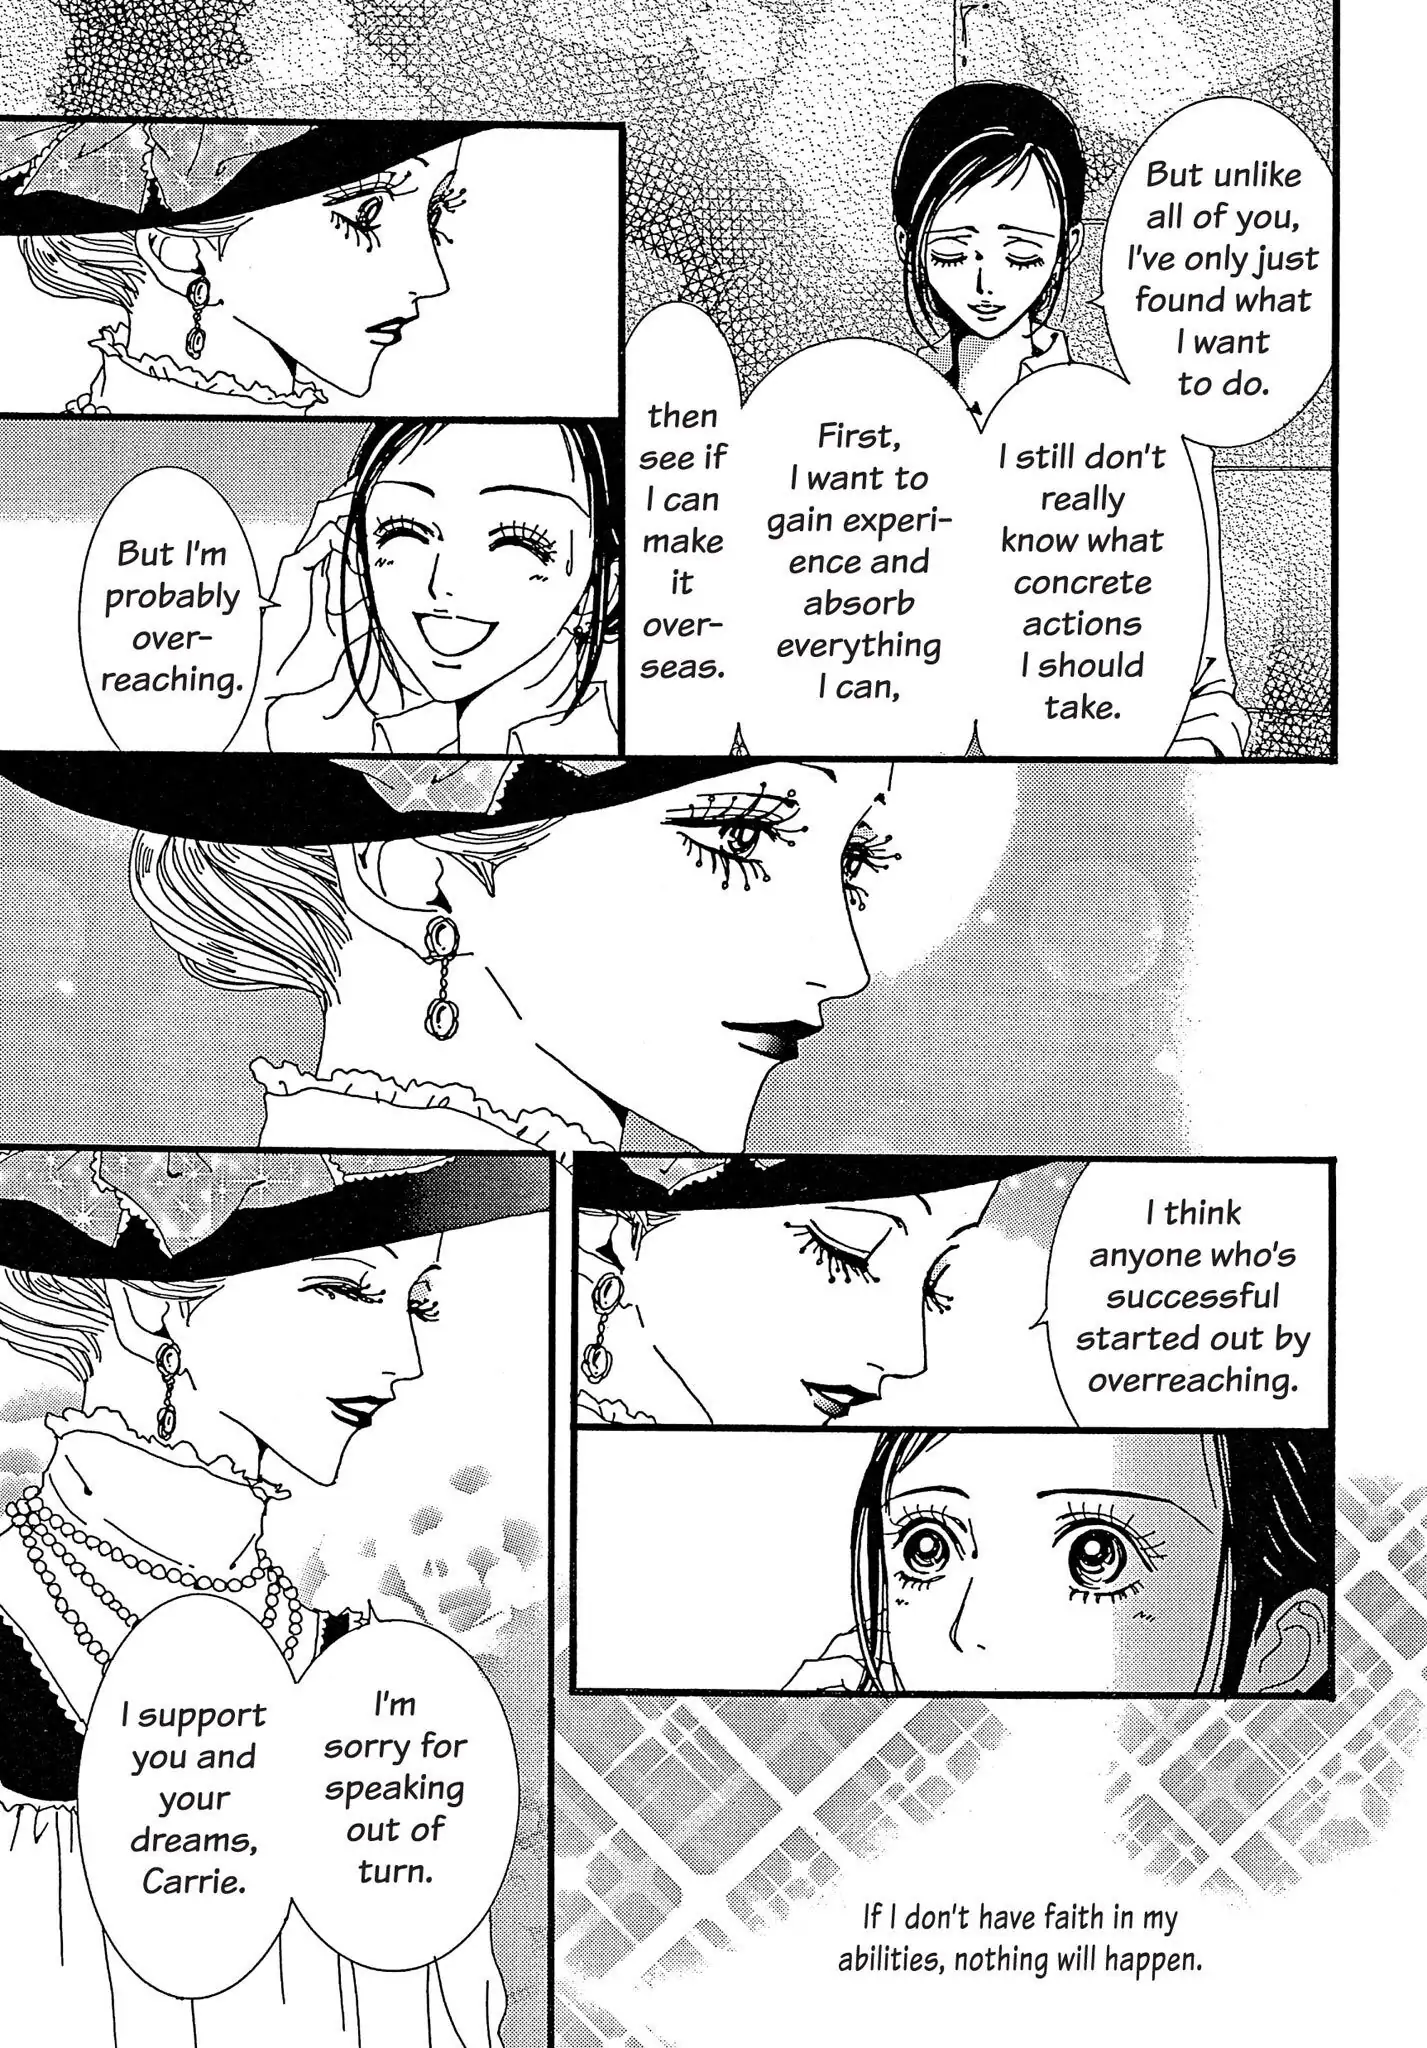 But unlike
all of you,
I've only just
found what
I want
to do.
I still don't
really
know what
concrete
actions
I should
take.
First,
I want to
gain experi-
ence and
absorb
everything
I can,
then
see if
I can
make
it
over-
seas.
But I'm
probably
over-
reaching.
I think
anyone who's
successful
started out by
overreaching.
I'm
sorry for
speaking
out of
turn.
I support
you and
your
dreams,
Carrie.
If I don't have faith in my
abilities, nothing will happen.